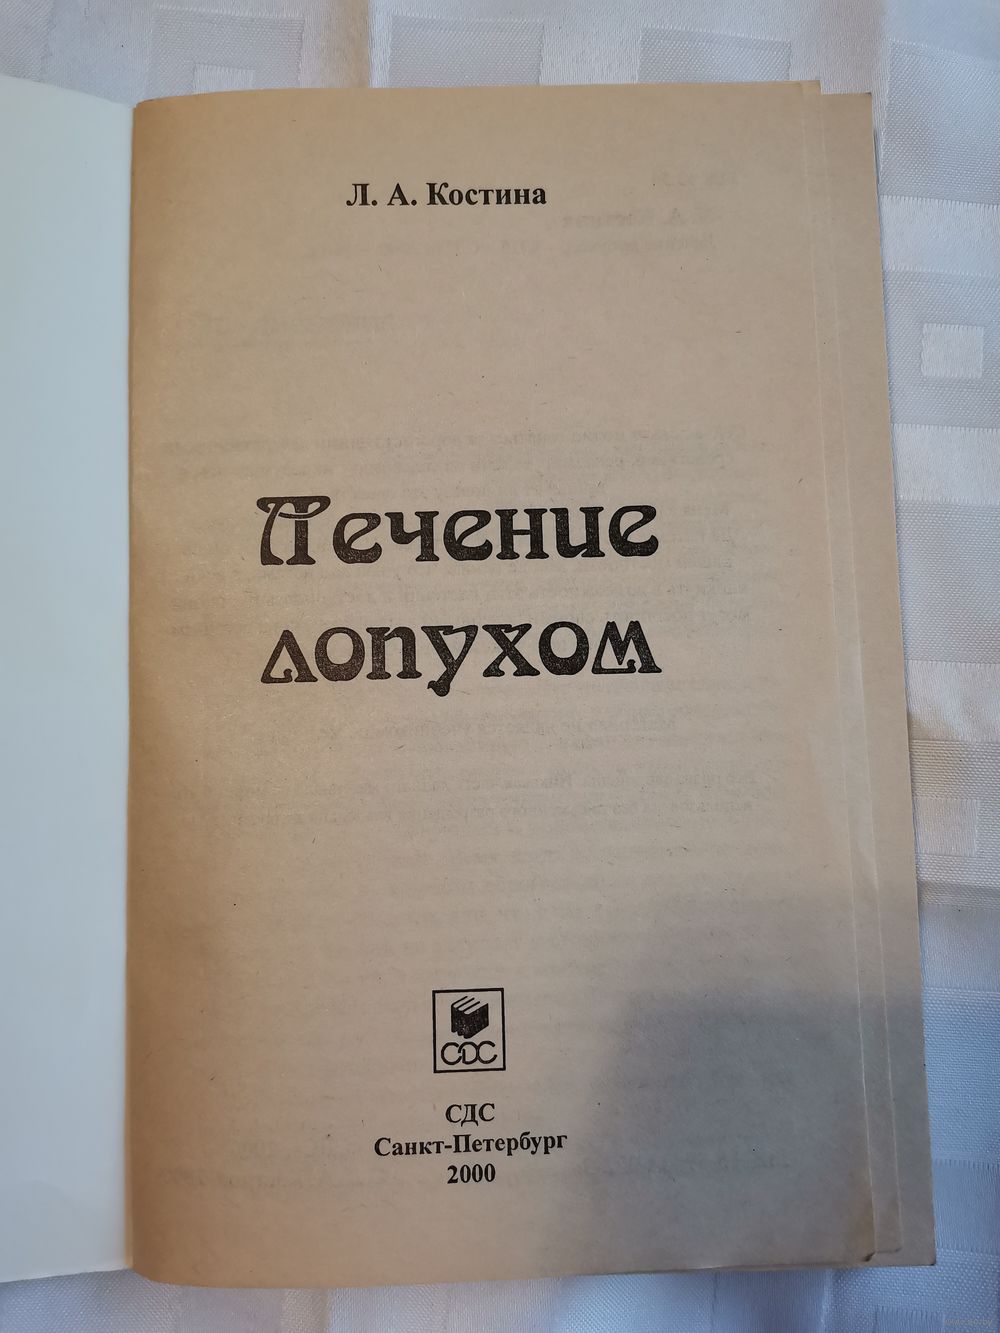 Л. А. Костина
Лечение
лопухом
СДС
СДС
Санкт-Петербург
2000